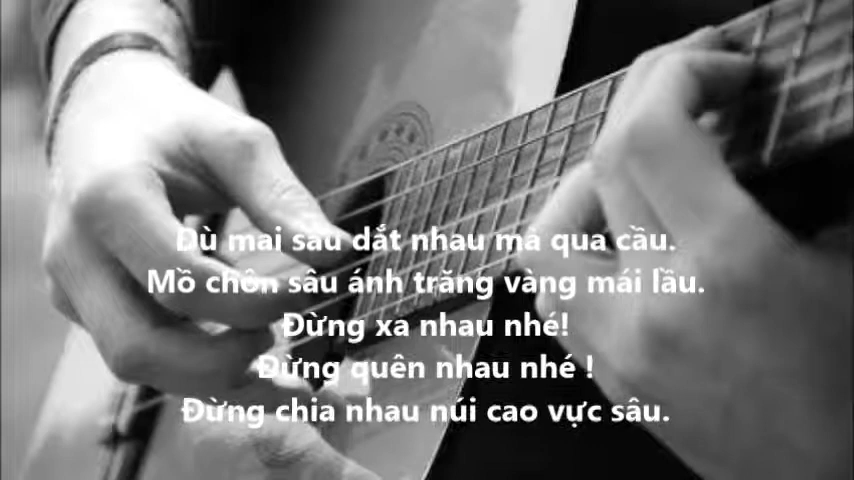 Dù mai sau dắt nhau mà qua cầu.
Mồ chôn sâu ánh trăng vàng mái lầu.
Đừng xa nhau nhé!
Đừng quên nhau nhé !
Đừng chia nhau núi cao vực sâu.